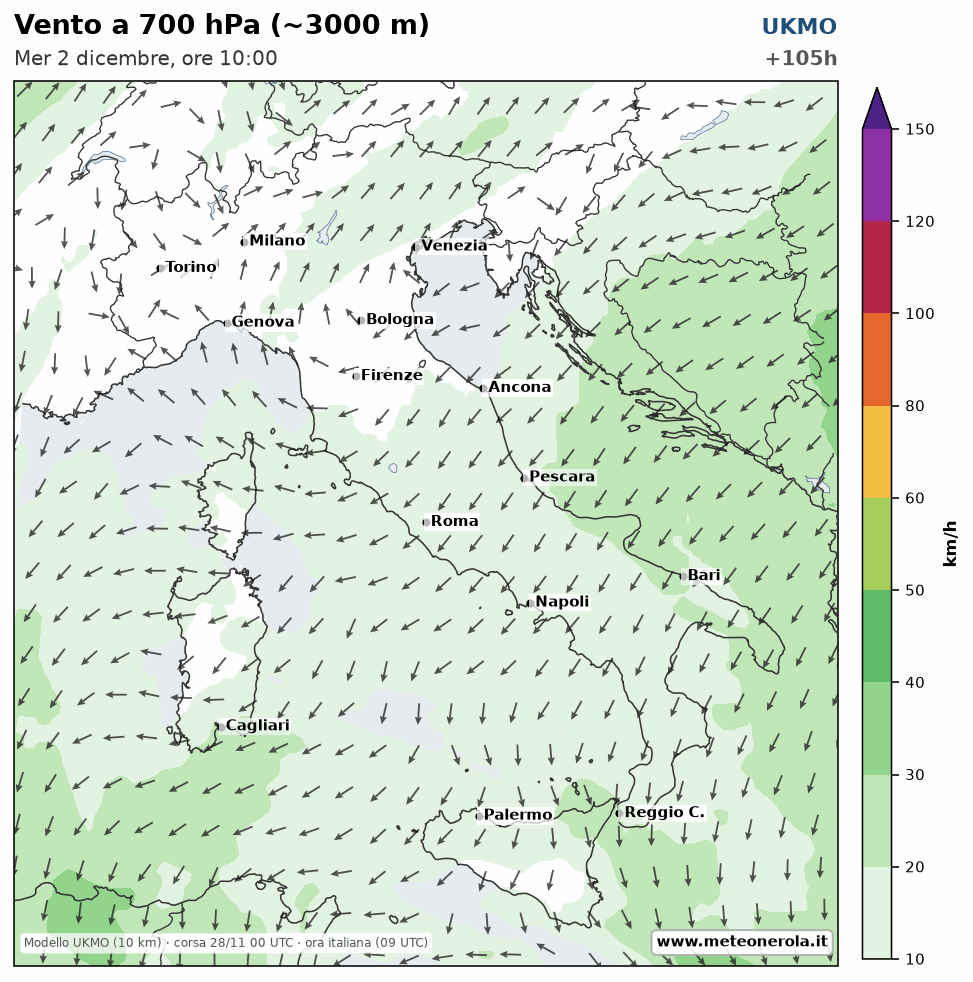 Vento a 700 hPa (~3000 m)
UKMO
Mer 2 dicembre, ore 10:00
+105h
Milano
Venezia
Torino
Genova
Bologna
Firenze
Ancona
Pescara
Roma
Bari
Napoli
Cagliari
Palermo
Reggio C.
150
120
100
80
60
50
40
30
20
10
km/h
Modello UKMO (10 km) · corsa 28/11 00 UTC · ora italiana (09 UTC)
www.meteonerola.it